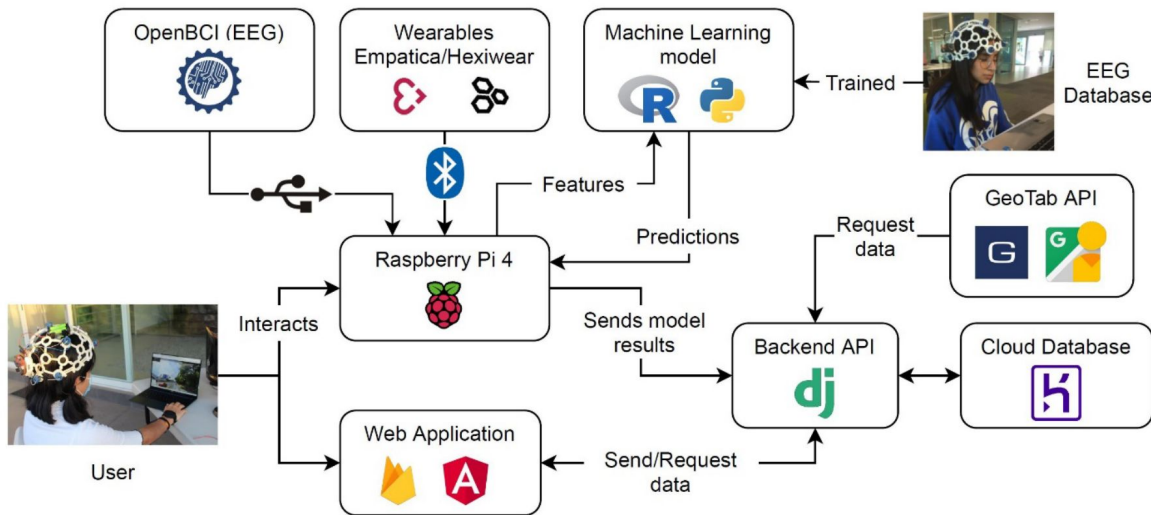 OpenBCI (EEG)
Wearables
Empatica/Hexiwear
Machine Learning
model
R
Trained
EEG
Database
Features
Predictions
GeoTab API
G
G
Request
data
Raspberry Pi 4
Interacts
Sends model
results
Backend API
dj
Cloud Database
User
Web Application
A
Send/Request
data